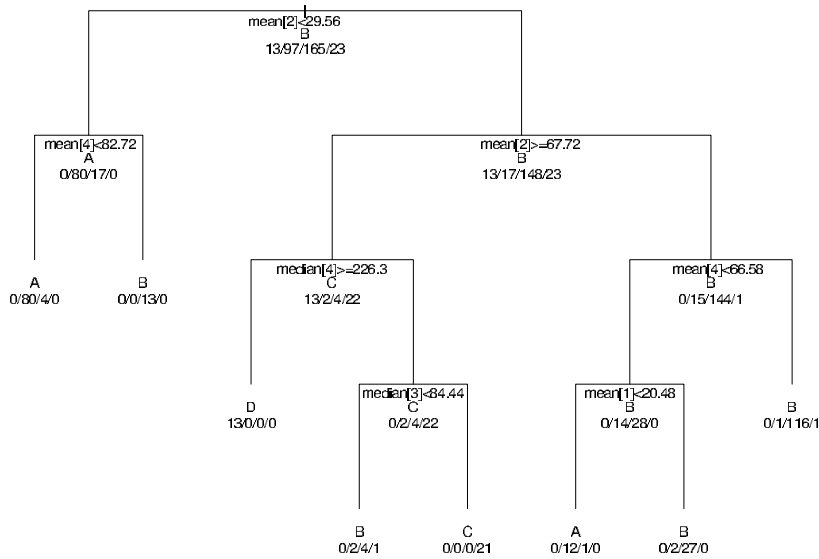 mean[2]<29.56
B
13/97/165/23
mean[4]<82.72
A
0/80/17/0
mean[2]>=67.72
B
13/17/148/23
A
0/80/4/0
B
0/0/13/0
median[4]>=226.3
C
13/2/4/22
mean[4]<66.58
B
0/15/144/1
D
13/0/0/0
median[3]<84.44
C
0/2/4/22
mean[1]<20.48
B
0/14/28/0
B
0/1/116/1
B
0/2/4/1
C
0/0/0/21
A
0/12/1/0
B
0/2/27/0